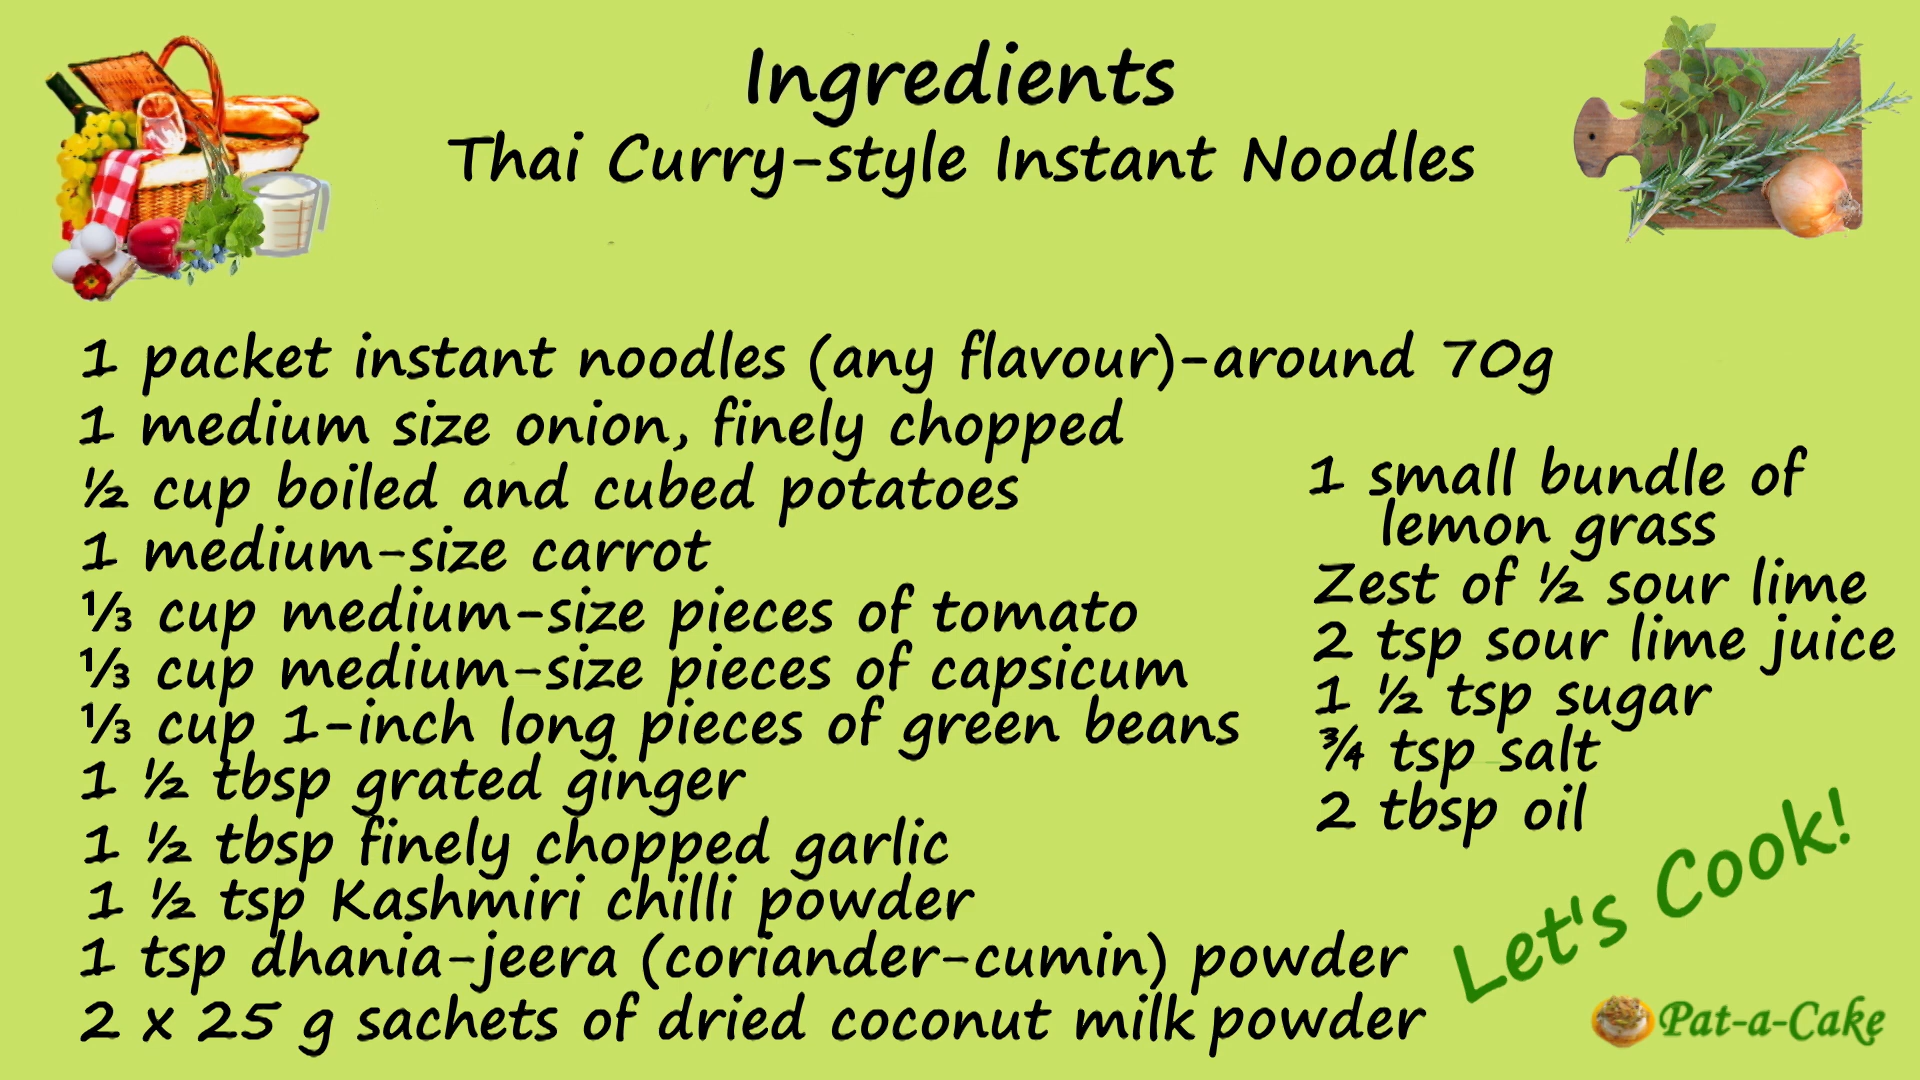 Ingredients
Thai Curry-style Instant Noodles
1 packet instant noodles (any flavour)-around 70g
1 medium size onion, finely chopped
½ cup boiled and cubed potatoes
1 medium-size carrot
⅓ cup medium-size pieces of tomato
⅓ cup medium-size pieces of capsicum
⅓ cup 1-inch long pieces of green beans
1 ½ tbsp grated ginger
1 ½ tbsp finely chopped garlic
1 ½ tsp Kashmiri chilli powder
1 tsp dhania-jeera (coriander-cumin) powder
2 x 25 g sachets of dried coconut milk powder
1 small bundle of
lemon grass
Zest of ½ sour lime
2 tsp sour lime juice
1 ½ tsp sugar
¾ tsp salt
2 tbsp oil
Let's Cook!
Pat-a-Cake